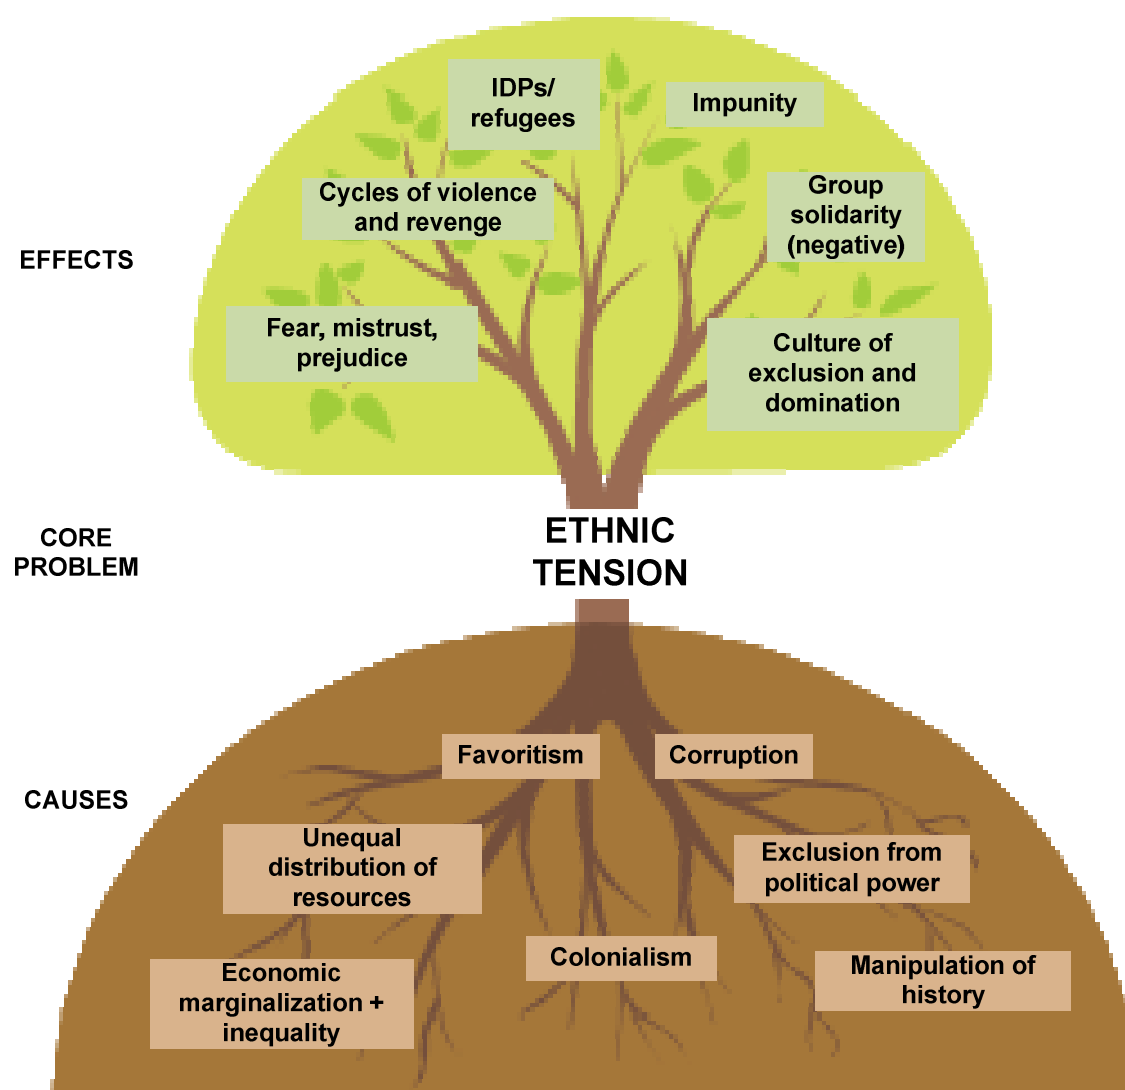 IDPs/
refugees
Impunity
Cycles of violence
and revenge
Group
solidarity
(negative)
EFFECTS
Fear, mistrust,
prejudice
Culture of
exclusion and
domination
CORE
PROBLEM
ETHNIC
TENSION
CAUSES
Favoritism
Corruption
Unequal
distribution of
resources
Exclusion from
political power
Economic
marginalization +
inequality
Colonialism
Manipulation of
history